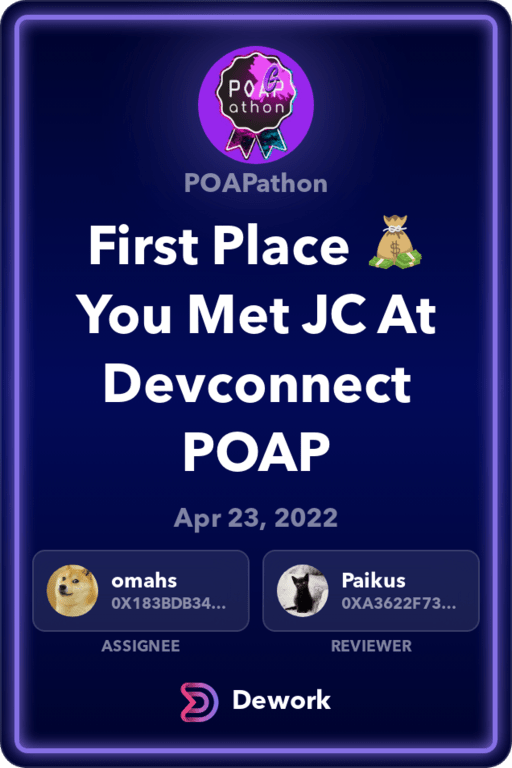 POAP
athon
POAPathon
First Place 💰
You Met JC At
Devconnect
POAP
Apr 23, 2022
omahs
0X183BDB34...
Paikus
0XA3622F73...
ASSIGNEE
REVIEWER
Dework